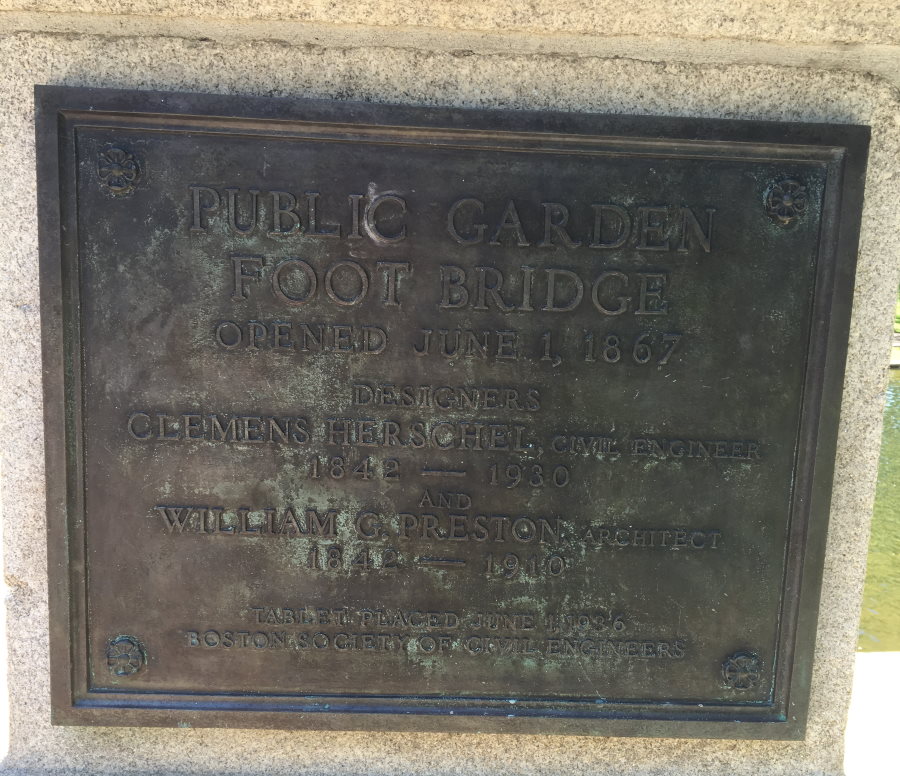 PUBLIC GARDEN
FOOT BRIDGE
OPENED JUNE 1, 1867
DESIGNERS
CLEMENS HERSCHEL, CIVIL ENGINEER
1842 — 1930
AND
WILLIAM G. PRESTON, ARCHITECT
1842 — 1910
TABLET PLACED JUNE 1, 1936
BOSTON SOCIETY OF CIVIL ENGINEERS